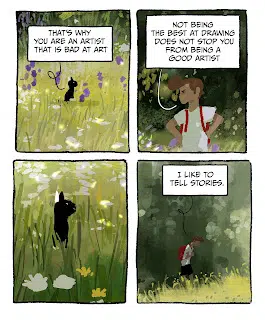 THAT'S WHY
YOU ARE AN ARTIST
THAT IS BAD AT ART
NOT BEING
THE BEST AT DRAWING
DOES NOT STOP YOU
FROM BEING A
GOOD ARTIST
I LIKE TO
TELL STORIES.